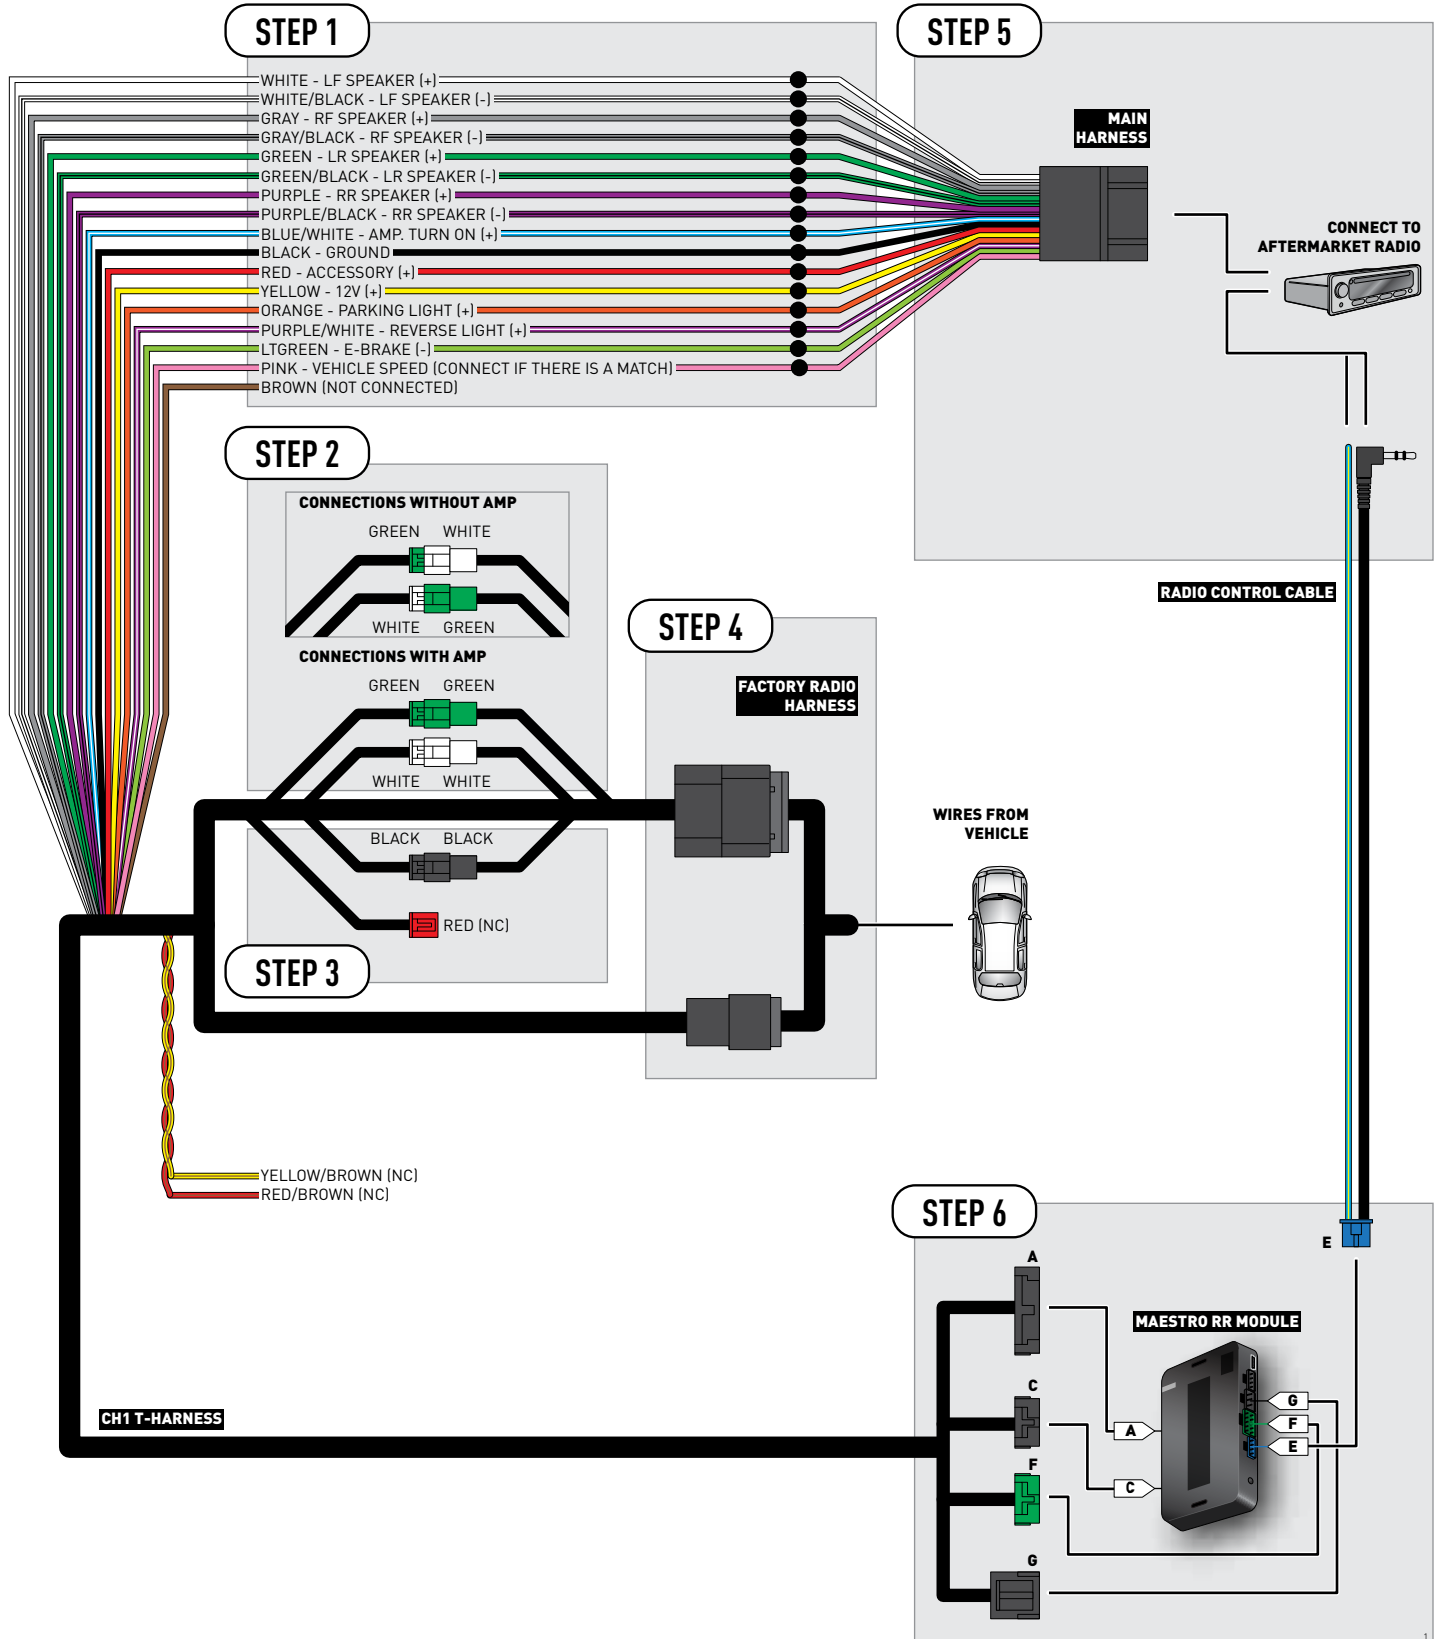 STEP 1
WHITE - LF SPEAKER (+)
WHITE/BLACK - LF SPEAKER (-)
GRAY - RF SPEAKER (+)
GRAY/BLACK - RF SPEAKER (-)
GREEN - LR SPEAKER (+)
GREEN/BLACK - LR SPEAKER (-)
PURPLE - RR SPEAKER (+)
PURPLE/BLACK - RR SPEAKER (-)
BLUE/WHITE - AMP. TURN ON (+)
BLACK - GROUND
RED - ACCESSORY (+)
YELLOW - 12V (+)
ORANGE - PARKING LIGHT (+)
PURPLE/WHITE - REVERSE LIGHT (+)
LTGREEN - E-BRAKE (-)
PINK - VEHICLE SPEED (CONNECT IF THERE IS A MATCH)
BROWN (NOT CONNECTED)
STEP 5
MAIN
HARNESS
CONNECT TO
AFTERMARKET RADIO
RADIO CONTROL CABLE
STEP 2
CONNECTIONS WITHOUT AMP
GREEN WHITE
WHITE GREEN
CONNECTIONS WITH AMP
GREEN GREEN
WHITE WHITE
BLACK BLACK
RED (NC)
STEP 3
STEP 4
FACTORY RADIO
HARNESS
WIRES FROM
VEHICLE
YELLOW/BROWN (NC)
RED/BROWN (NC)
CH1 T-HARNESS
STEP 6
E
A
C
F
G
MAESTRO RR MODULE
A
C
G
F
E
1